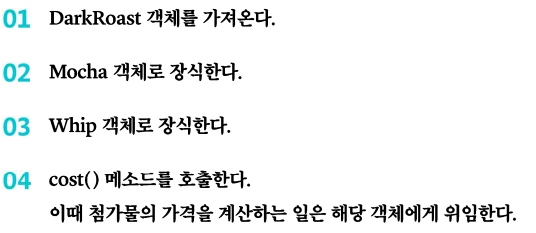 01 DarkRoast 객체를 가져온다.
02 Mocha 객체로 장식한다.
03 Whip 객체로 장식한다.
04 cost() 메소드를 호출한다.
이때 첨가물의 가격을 계산하는 일은 해당 객체에게 위임한다.